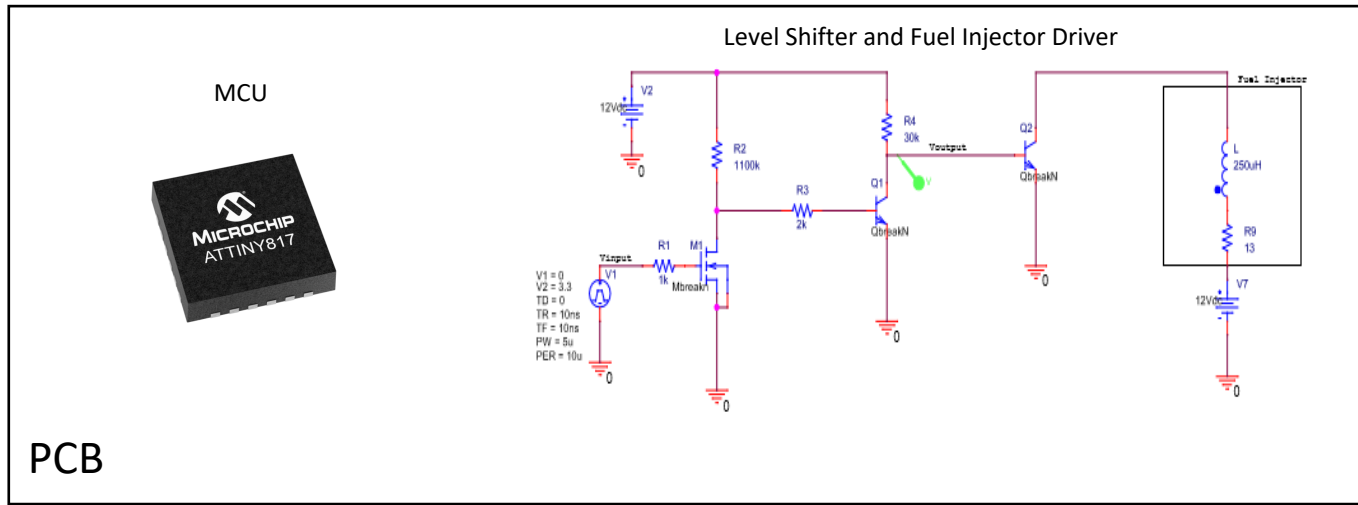 Level Shifter and Fuel Injector Driver
MCU
MICROCHIP
ATTINY817
V2
12Vdc
0
R2
1100k
R4
30k
Voutput
V
Q1
QbreakN
0
R3
2k
Q2
QbreakN
0
Fuel Injector
L
250uH
R9
13
V7
12Vdc
0
Vinput
R1
1k
M1
Mbreakn
0
V1
V1 = 0
V2 = 3.3
TD = 0
TR = 10ns
TF = 10ns
PW = 5u
PER = 10u
0
PCB